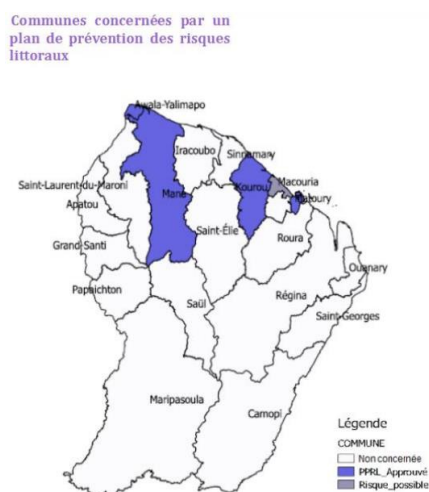 Communes concernées par un
plan de prévention des risques
littoraux
Awala-Yalimapo
Iracoubo
Sinnamary
Saint-Laurent-du-Maroni
Mana
Kourou
Macouria
Apatou
Matoury
Saint-Élie
Grand-Santi
Roura
Ouanary
Papaichton
Saül
Régina
Saint-Georges
Maripasoula
Camopi
Légende
COMMUNE
Non concernée
PPRL_Approuvé
Risque_possible